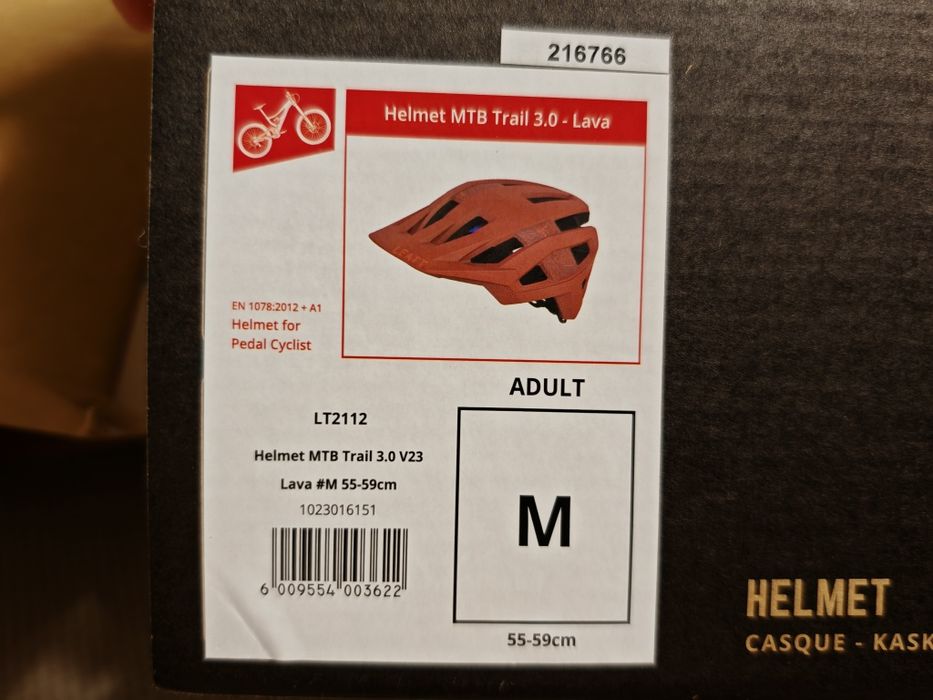 216766
Helmet MTB Trail 3.0 - Lava
LEATT
EN 1078:2012 + A1
Helmet for
Pedal Cyclist
ADULT
LT2112
Helmet MTB Trail 3.0 V23
Lava #M 55-59cm
1023016151
6 009554 003622
M
55-59cm
HELMET
CASQUE - KASK